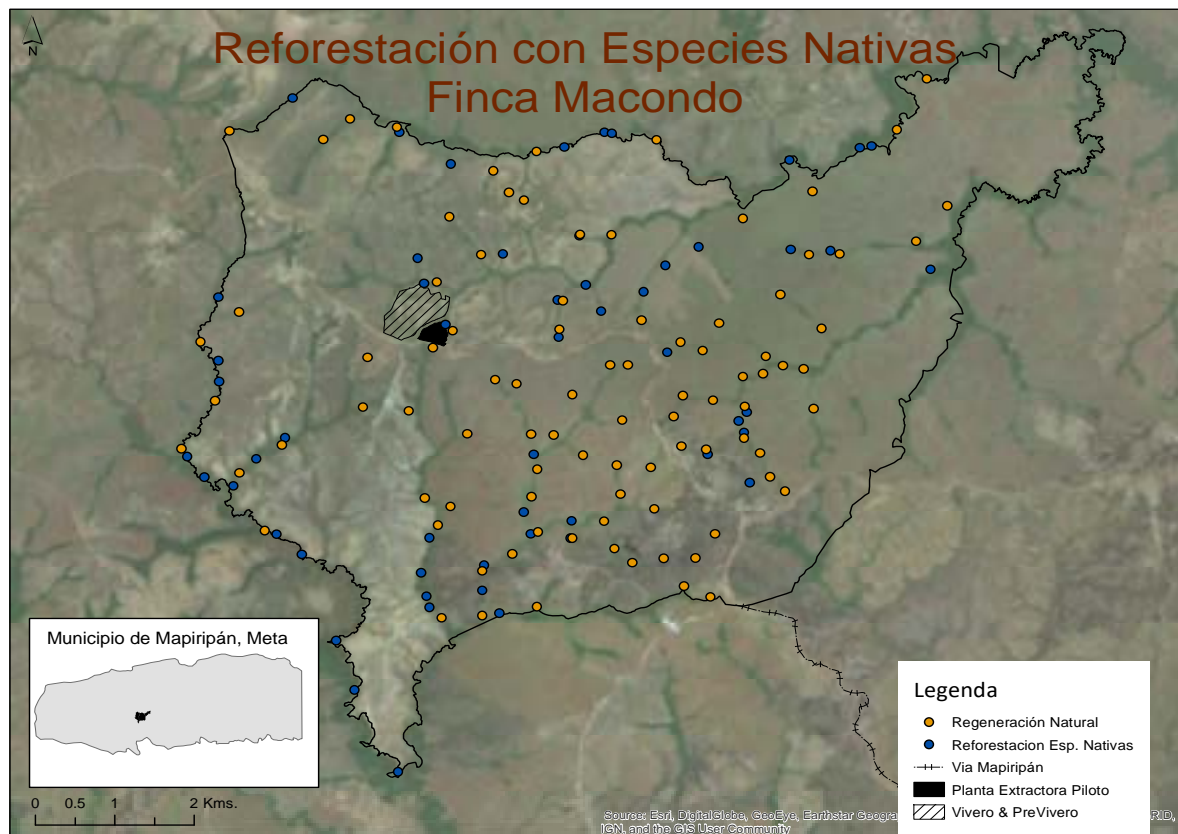 N
Reforestación con Especies Nativas
Finca Macondo
Municipio de Mapiripán, Meta
0 0.5 1 2 Kms.
Legenda
Regeneración Natural
Reforestacion Esp. Nativas
Via Mapiripán
Planta Extractora Piloto
Vivero & PreVivero
Source: Esri, DigitalGlobe, GeoEye, Earthstar
IGN, and the GIS User Community